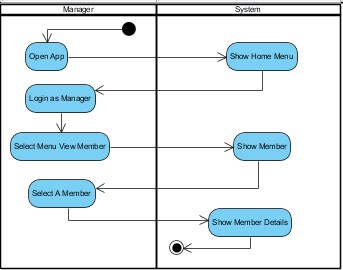 Manager
System
Open App
Show Home Menu
Login as Manager
Select Menu View Member
Show Member
Select A Member
Show Member Details